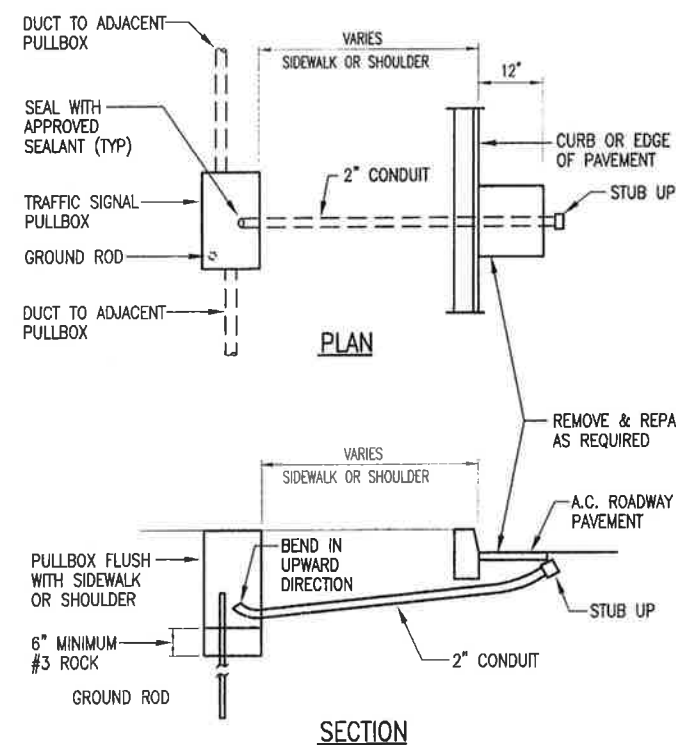 DUCT TO ADJACENT
PULLBOX
VARIES
SIDEWALK OR SHOULDER
12"
SEAL WITH
APPROVED
SEALANT (TYP)
CURB OR EDGE
OF PAVEMENT
2" CONDUIT
STUB UP
TRAFFIC SIGNAL
PULLBOX
GROUND ROD
DUCT TO ADJACENT
PULLBOX
PLAN
REMOVE & REPA
AS REQUIRED
VARIES
SIDEWALK OR SHOULDER
A.C. ROADWAY
PAVEMENT
PULLBOX FLUSH
WITH SIDEWALK
OR SHOULDER
BEND IN
UPWARD
DIRECTION
STUB UP
6" MINIMUM
#3 ROCK
2" CONDUIT
GROUND ROD
SECTION